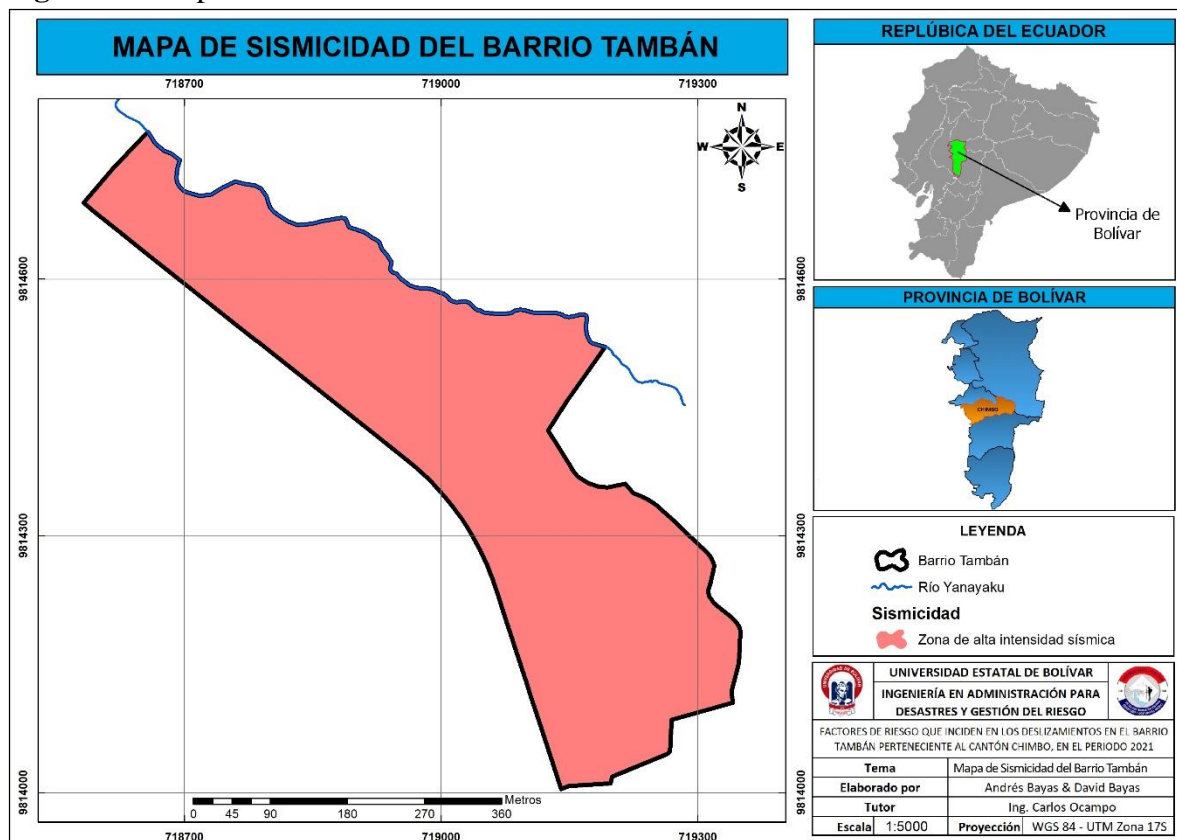 MAPA DE SISMICIDAD DEL BARRIO TAMBÁN
718700
719000
719300
N
W
E
S
9814600
9814600
9814300
9814300
9814000
9814000
Metros
0
45
90
180
270
360
718700
719000
719300
REPLÚBICA DEL ECUADOR
Provincia de
Bolívar
PROVINCIA DE BOLÍVAR
CHIMBO
LEYENDA
Barrio Tambán
Río Yanayaku
Sismicidad
Zona de alta intensidad sísmica
UNIVERSIDAD ESTATAL DE BOLÍVAR
INGENIERÍA EN ADMINISTRACIÓN PARA
DESASTRES Y GESTIÓN DEL RIESGO
FACTORES DE RIESGO QUE INCIDEN EN LOS DESLIZAMIENTOS EN EL BARRIO
TAMBÁN PERTENECIENTE AL CANTÓN CHIMBO, EN EL PERIODO 2021
Tema Mapa de Sismicidad del Barrio Tambán
Elaborado por Andrés Bayas & David Bayas
Tutor Ing. Carlos Ocampo
Escala 1:5000 Proyección WGS 84 - UTM Zona 17S